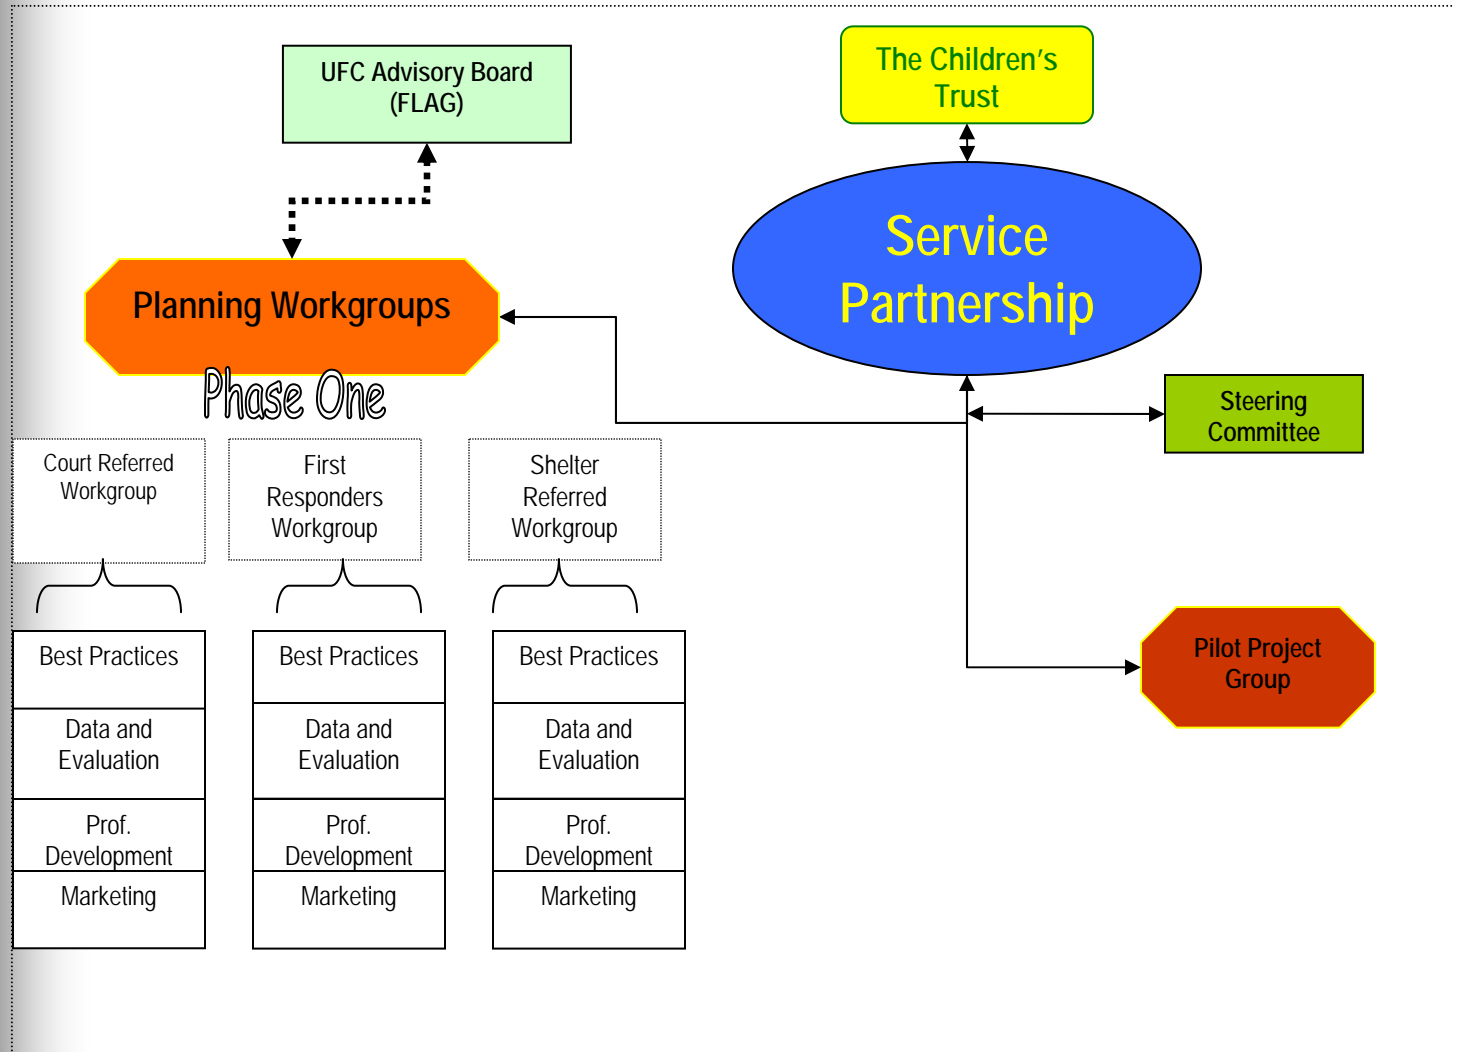 UFC Advisory Board
(FLAG)
The Children's
Trust
Service
Partnership
Planning Workgroups
Phase One
Steering
Committee
Court Referred
Workgroup
First
Responders
Workgroup
Shelter
Referred
Workgroup
Best Practices
Data and
Evaluation
Prof.
Development
Marketing
Best Practices
Data and
Evaluation
Prof.
Development
Marketing
Best Practices
Data and
Evaluation
Prof.
Development
Marketing
Pilot Project
Group